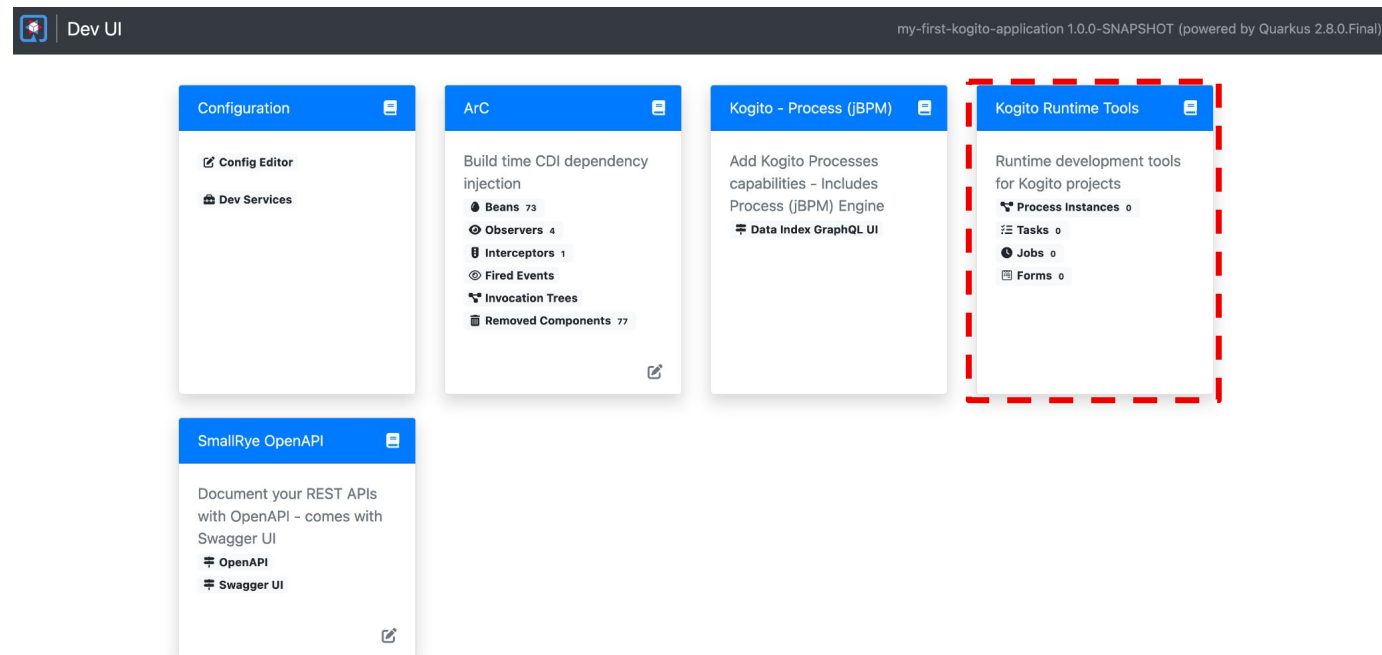 Dev UI
my-first-kogito-application 1.0.0-SNAPSHOT (powered by Quarkus 2.8.0.Final)
Configuration
Config Editor
Dev Services
ArC
Build time CDI dependency
injection
Beans 73
Observers 4
Interceptors 1
Fired Events
Invocation Trees
Removed Components 77
Kogito - Process (jBPM)
Add Kogito Processes
capabilities - Includes
Process (jBPM) Engine
Data Index GraphQL UI
Kogito Runtime Tools
Runtime development tools
for Kogito projects
Process Instances 0
Tasks 0
Jobs 0
Forms 0
SmallRye OpenAPI
Document your REST APIs
with OpenAPI - comes with
Swagger UI
OpenAPI
Swagger UI